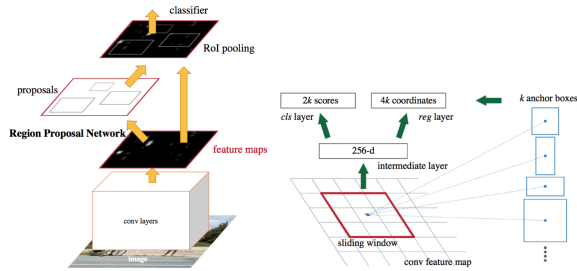 classifier
RoI pooling
proposals
Region Proposal Network
feature maps
conv layers
image
2k scores
4k coordinates
k anchor boxes
cls layer
reg layer
256-d
intermediate layer
sliding window
conv feature map